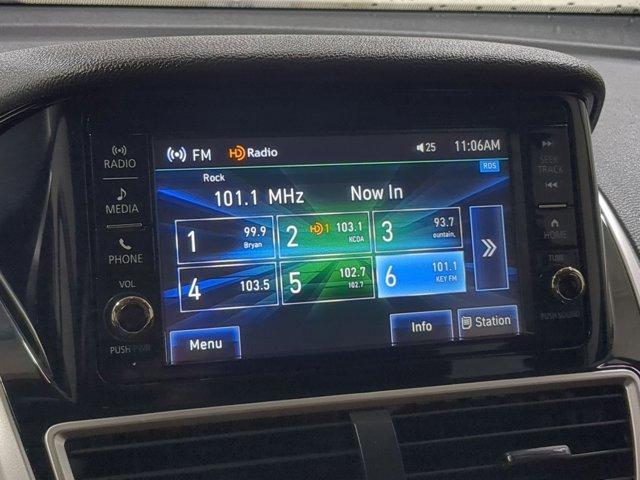 FM HD Radio 25 11:06AM
RDS
Rock
101.1 MHz Now In
1 99.9 Bryan
2 HD1 103.1 KCDA
3 93.7 ountain,
4 103.5
5 102.7 102.7
6 101.1 KEY FM
Menu Info Station
RADIO
MEDIA
PHONE
VOL
PUSH PWR
SEEK
TRACK
HOME
TUNE
PUSH SOUND